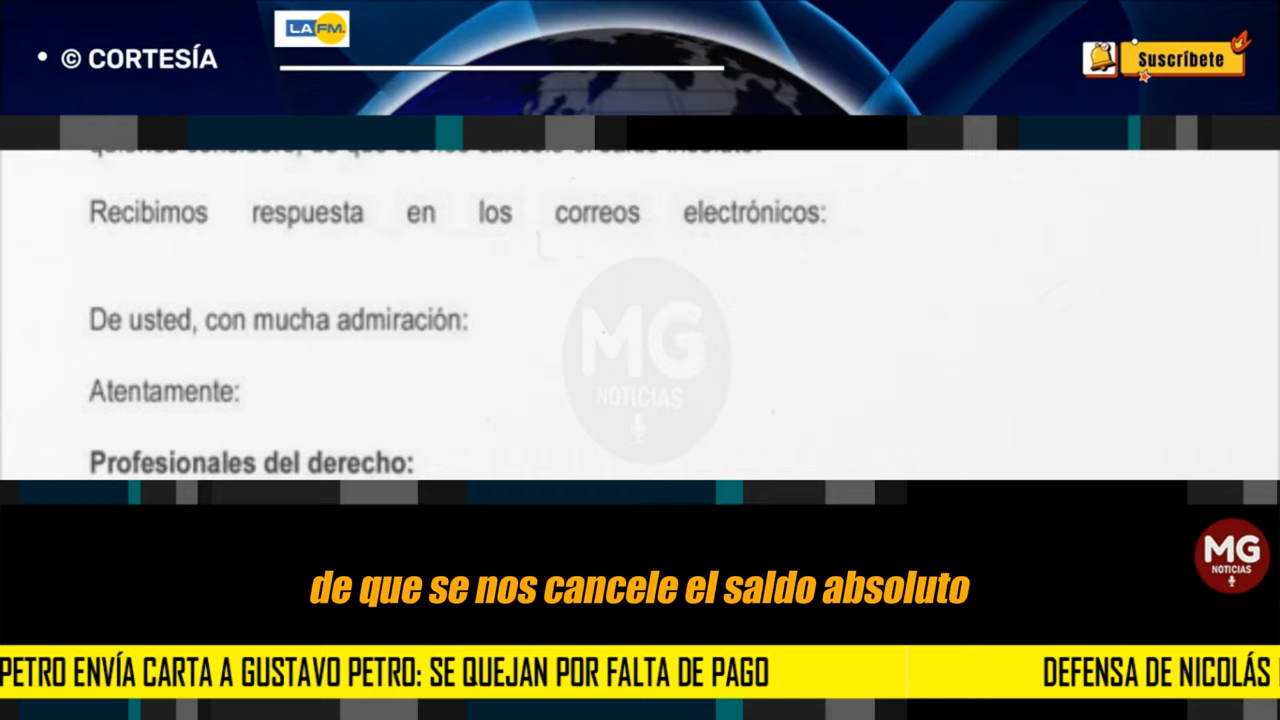 LA FM.
• © CORTESÍA
Suscríbete
Recibimos respuesta en los correos electrónicos:
De usted, con mucha admiración:
Atentamente:
Profesionales del derecho:
MG
NOTICIAS
de que se nos cancele el saldo absoluto
MG
NOTICIAS
PETRO ENVÍA CARTA A GUSTAVO PETRO: SE QUEJAN POR FALTA DE PAGO DEFENSA DE NICOLÁS